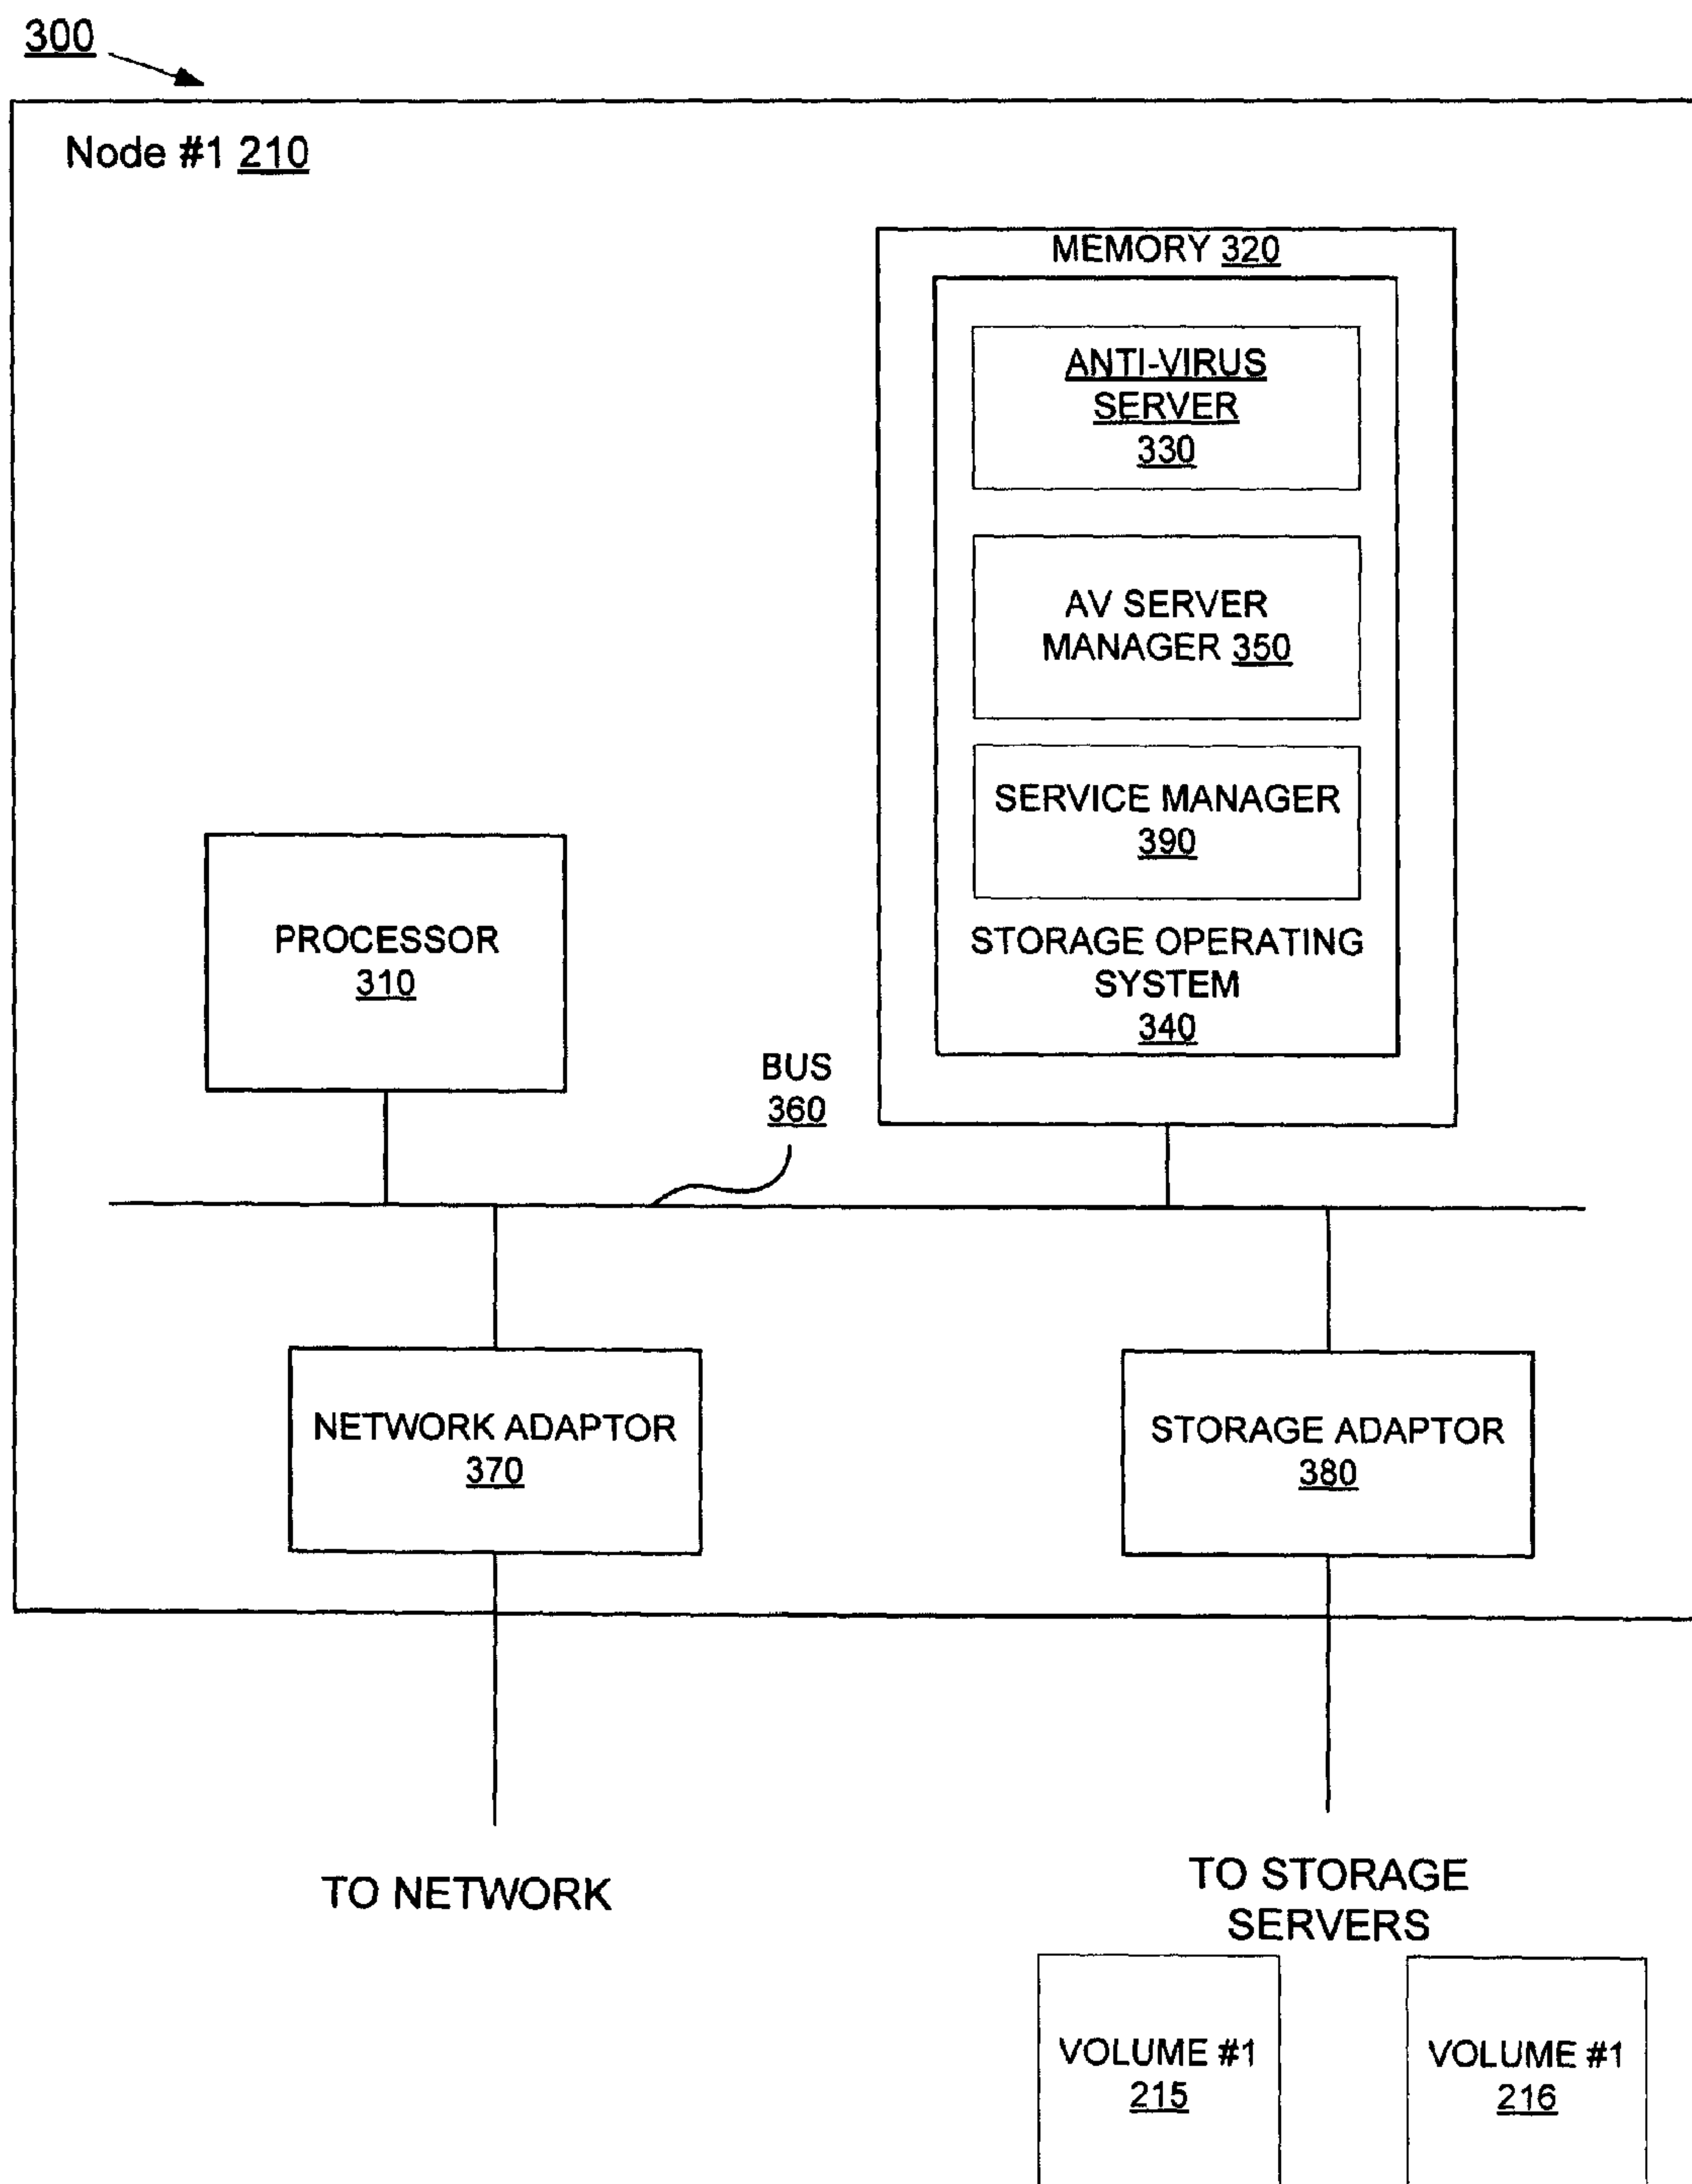 300
Node #1 210
MEMORY 320
ANTI-VIRUS
SERVER
330
AV SERVER
MANAGER 350
SERVICE MANAGER
390
STORAGE OPERATING
SYSTEM
340
PROCESSOR
310
BUS
360
NETWORK ADAPTOR
370
STORAGE ADAPTOR
380
TO NETWORK
TO STORAGE
SERVERS
VOLUME #1
215
VOLUME #1
216